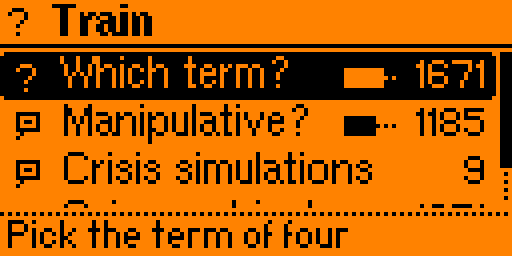 ? Train
? Which term? 1671
Manipulative? 1185
Crisis simulations 9
Pick the term of four